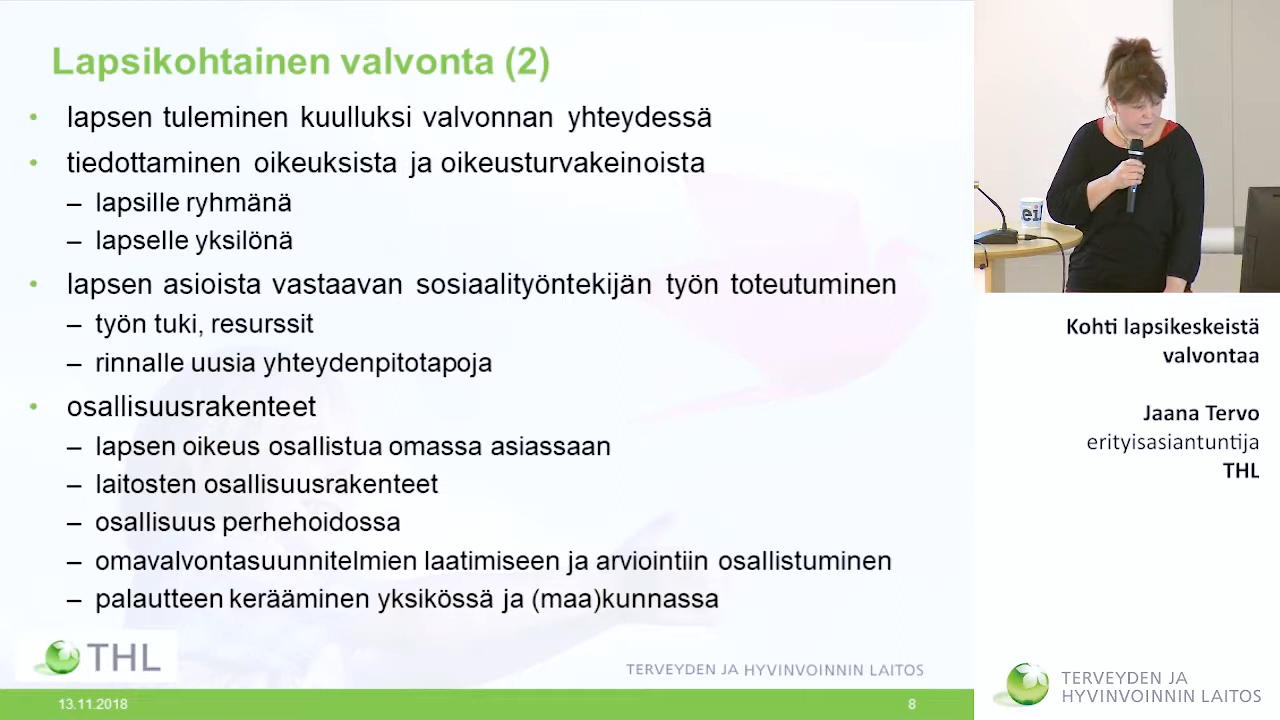 Lapsikohtainen valvonta (2)
• lapsen tuleminen kuulluksi valvonnan yhteydessä
• tiedottaminen oikeuksista ja oikeusturvakeinoista
– lapsille ryhmänä
– lapselle yksilönä
• lapsen asioista vastaavan sosiaalityöntekijän työn toteutuminen
– työn tuki, resurssit
– rinnalle uusia yhteydenpitotapoja
• osallisuusrakenteet
– lapsen oikeus osallistua omassa asiassaan
– laitosten osallisuusrakenteet
– osallisuus perhehoidossa
– omavalvontasuunnitelmien laatimiseen ja arviointiin osallistuminen
– palautteen kerääminen yksikössä ja (maa)kunnassa
THL
TERVEYDEN JA HYVINVOINNIN LAITOS
13.11.2018
8
ei
Kohti lapsikeskeistä
valvontaa
Jaana Tervo
erityisasiantuntija
THL
TERVEYDEN JA
HYVINVOINNIN LAITOS